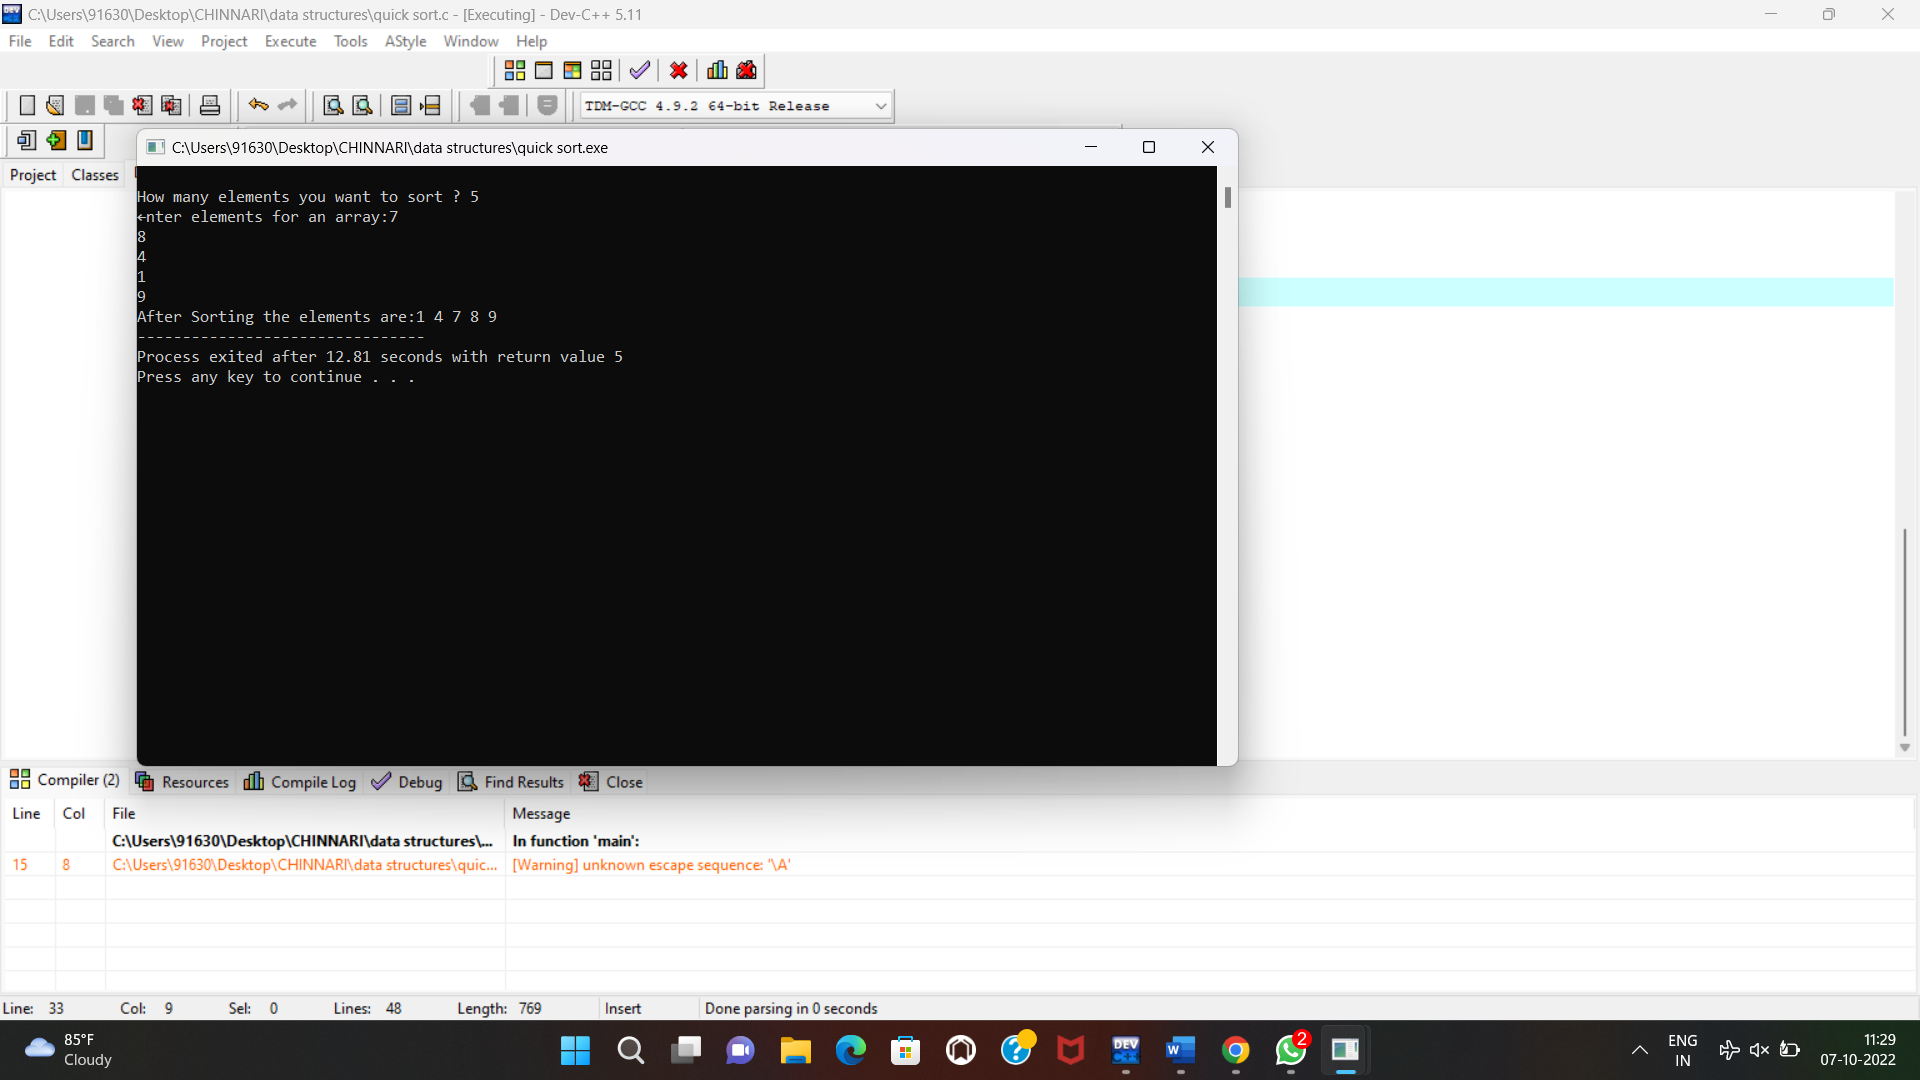 C:\Users\91630\Desktop\CHINNARI\data structures\quick sort.c - [Executing] - Dev-C++ 5.11
File Edit Search View Project Execute Tools AStyle Window Help
TDM-GCC 4.9.2 64-bit Release
C:\Users\91630\Desktop\CHINNARI\data structures\quick sort.exe
Project Classes
How many elements you want to sort ? 5
←nter elements for an array:7
8
4
1
9
After Sorting the elements are:1 4 7 8 9
--------------------------------
Process exited after 12.81 seconds with return value 5
Press any key to continue . . .
Compiler (2) Resources Compile Log Debug Find Results Close
Line Col File Message
C:\Users\91630\Desktop\CHINNARI\data structures\... In function 'main':
15 8 C:\Users\91630\Desktop\CHINNARI\data structures\quic... [Warning] unknown escape sequence: '\A'
Line: 33 Col: 9 Sel: 0 Lines: 48 Length: 769 Insert Done parsing in 0 seconds
85°F
Cloudy
DEV
W
2
ENG
IN
11:29
07-10-2022